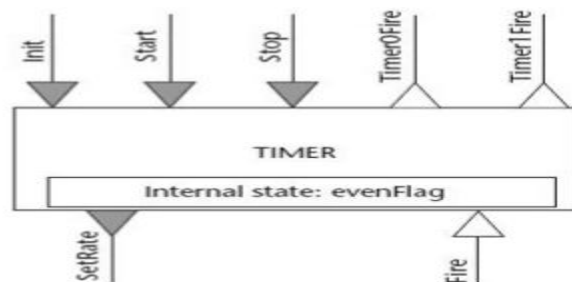 Init
Start
Stop
Timer0Fire
Timer1Fire
TIMER
Internal state: evenFlag
SetRate
Fire